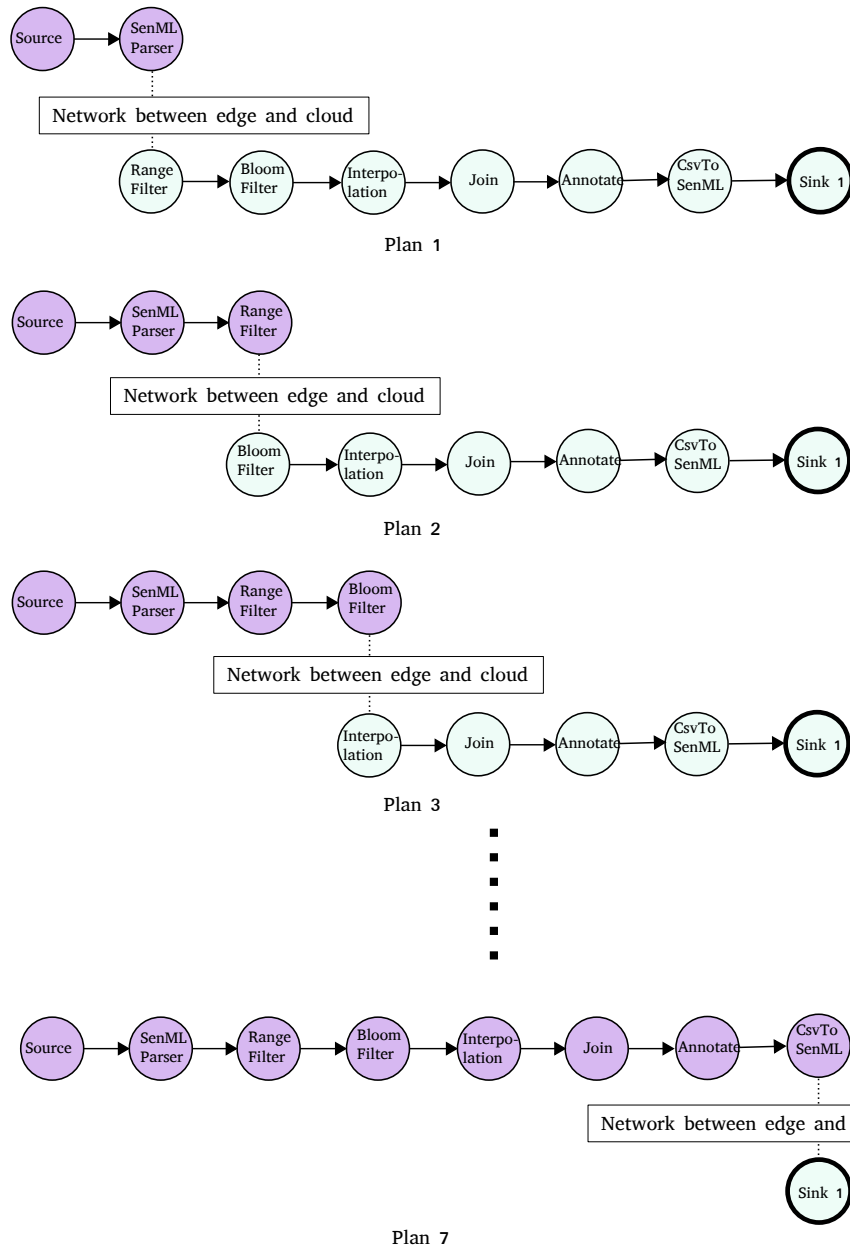 Source
SenML
Parser
Network between edge and cloud
Range
Filter
Bloom
Filter
Interpo-
lation
Join
Annotate
CsvTo
SenML
Sink 1
Plan 1
Source
SenML
Parser
Range
Filter
Network between edge and cloud
Bloom
Filter
Interpo-
lation
Join
Annotate
CsvTo
SenML
Sink 1
Plan 2
Source
SenML
Parser
Range
Filter
Bloom
Filter
Network between edge and cloud
Interpo-
lation
Join
Annotate
CsvTo
SenML
Sink 1
Plan 3
Source
SenML
Parser
Range
Filter
Bloom
Filter
Interpo-
lation
Join
Annotate
CsvTo
SenML
Network between edge and
Sink 1
Plan 7